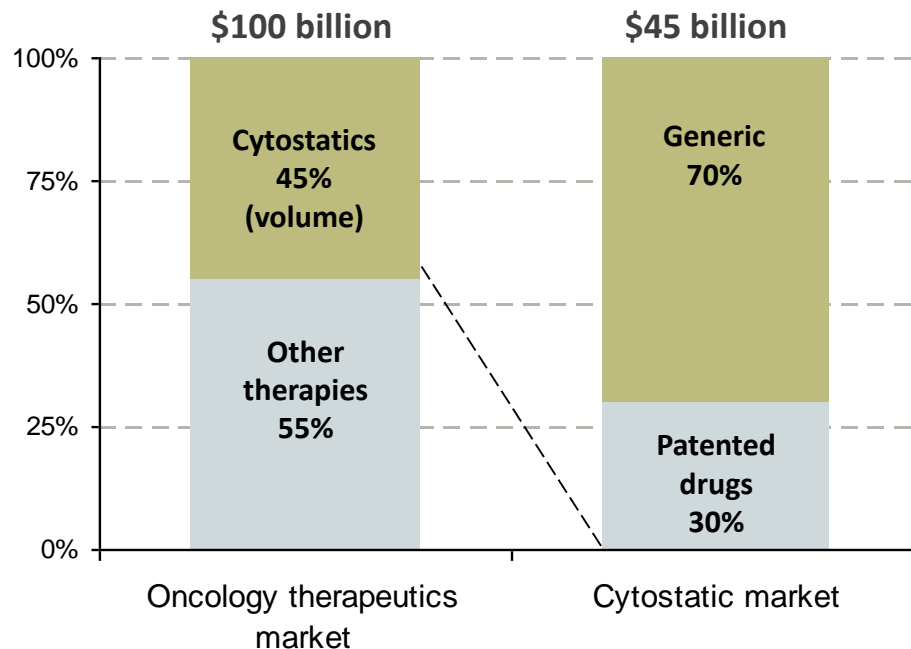 $100 billion
$45 billion
100%
75%
50%
25%
0%
Cytostatics
45%
(volume)
Other
therapies
55%
Generic
70%
Patented
drugs
30%
Oncology therapeutics
market
Cytostatic market